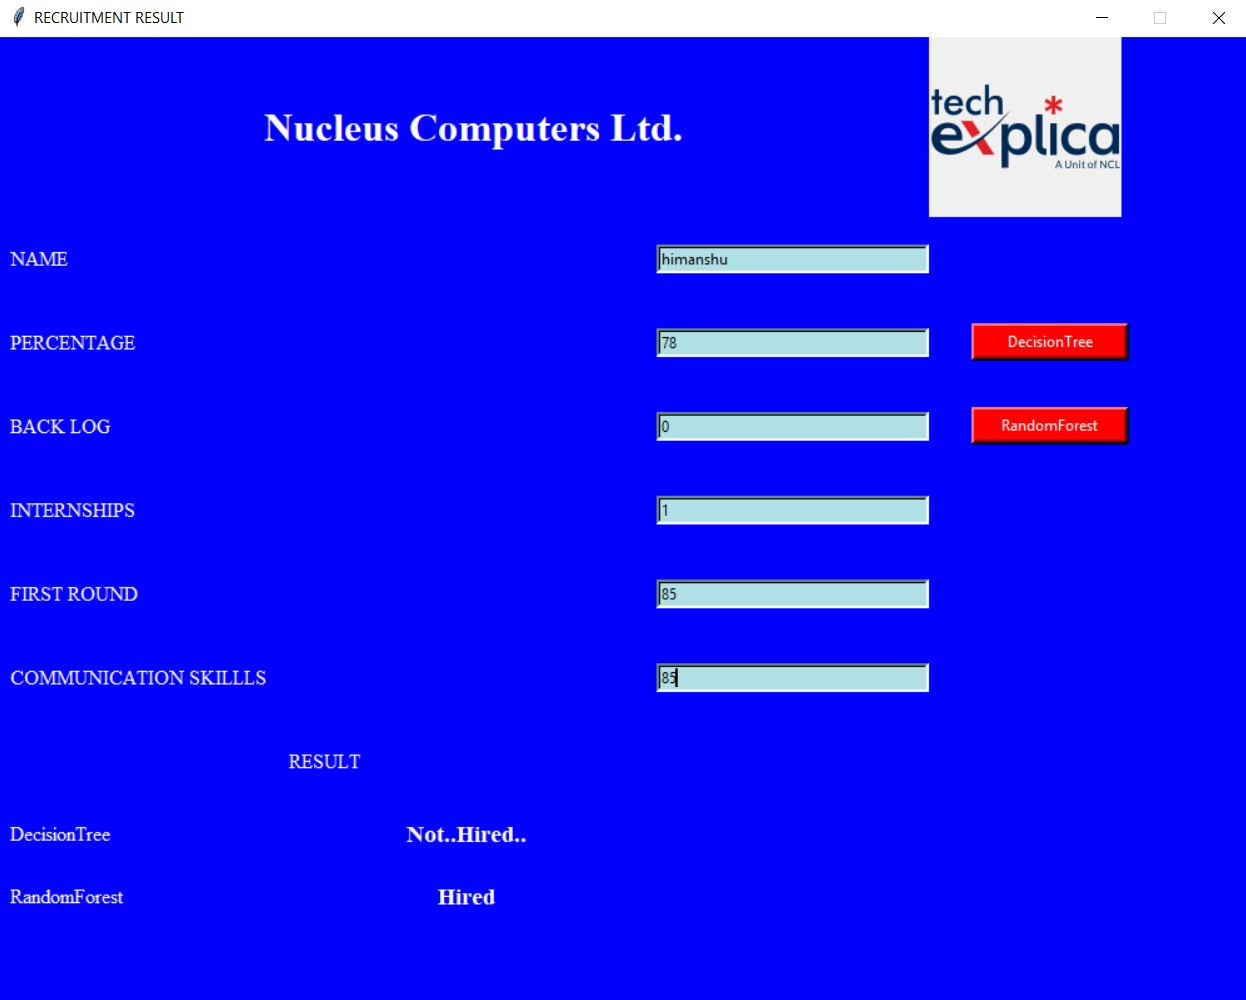 RECRUITMENT RESULT
Nucleus Computers Ltd.
tech
explica
A Unit of NCL
NAME himanshu
PERCENTAGE 78 DecisionTree
BACK LOG 0 RandomForest
INTERNSHIPS 1
FIRST ROUND 85
COMMUNICATION SKILLLS 85
RESULT
DecisionTree Not..Hired..
RandomForest Hired